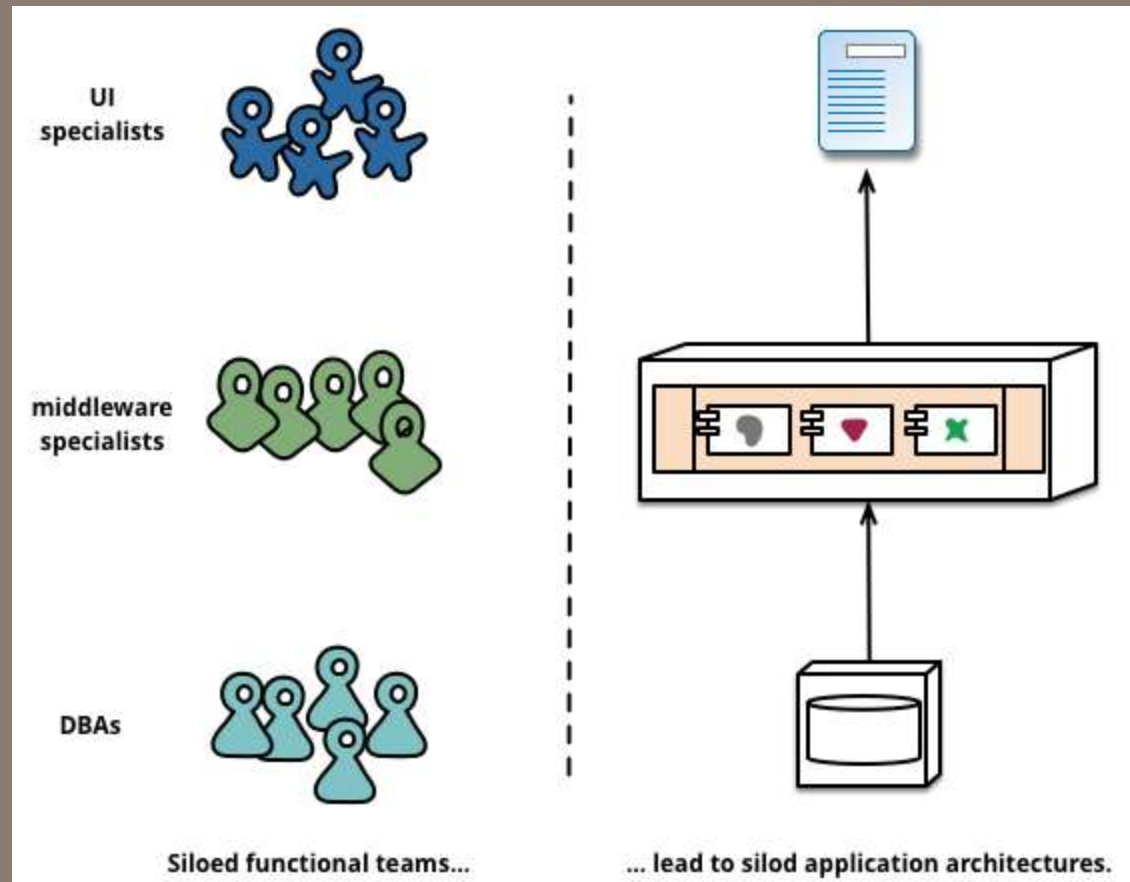 UI
specialists
middleware
specialists
DBAs
Siloed functional teams...
... lead to silod application architectures.